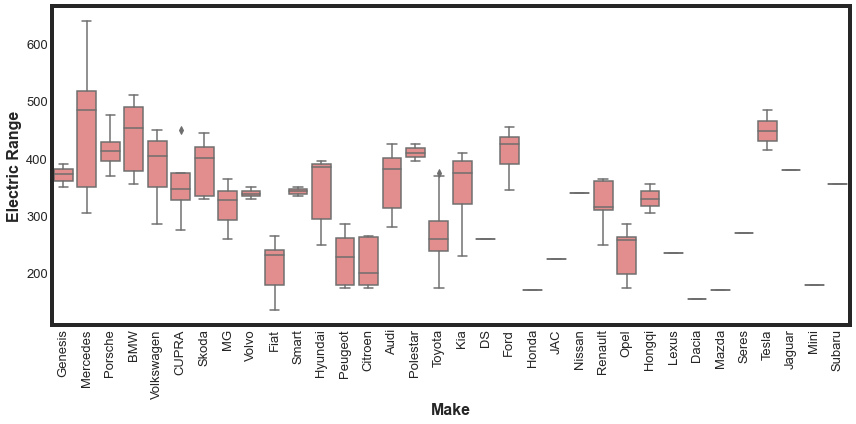 Electric Range
600
500
400
300
200
Genesis
Mercedes
Porsche
BMW
Volkswagen
CUPRA
Skoda
MG
Volvo
Fiat
Smart
Hyundai
Peugeot
Citroen
Audi
Polestar
Toyota
Kia
DS
Ford
Honda
JAC
Nissan
Renault
Opel
Hongqi
Lexus
Dacia
Mazda
Seres
Tesla
Jaguar
Mini
Subaru
Make